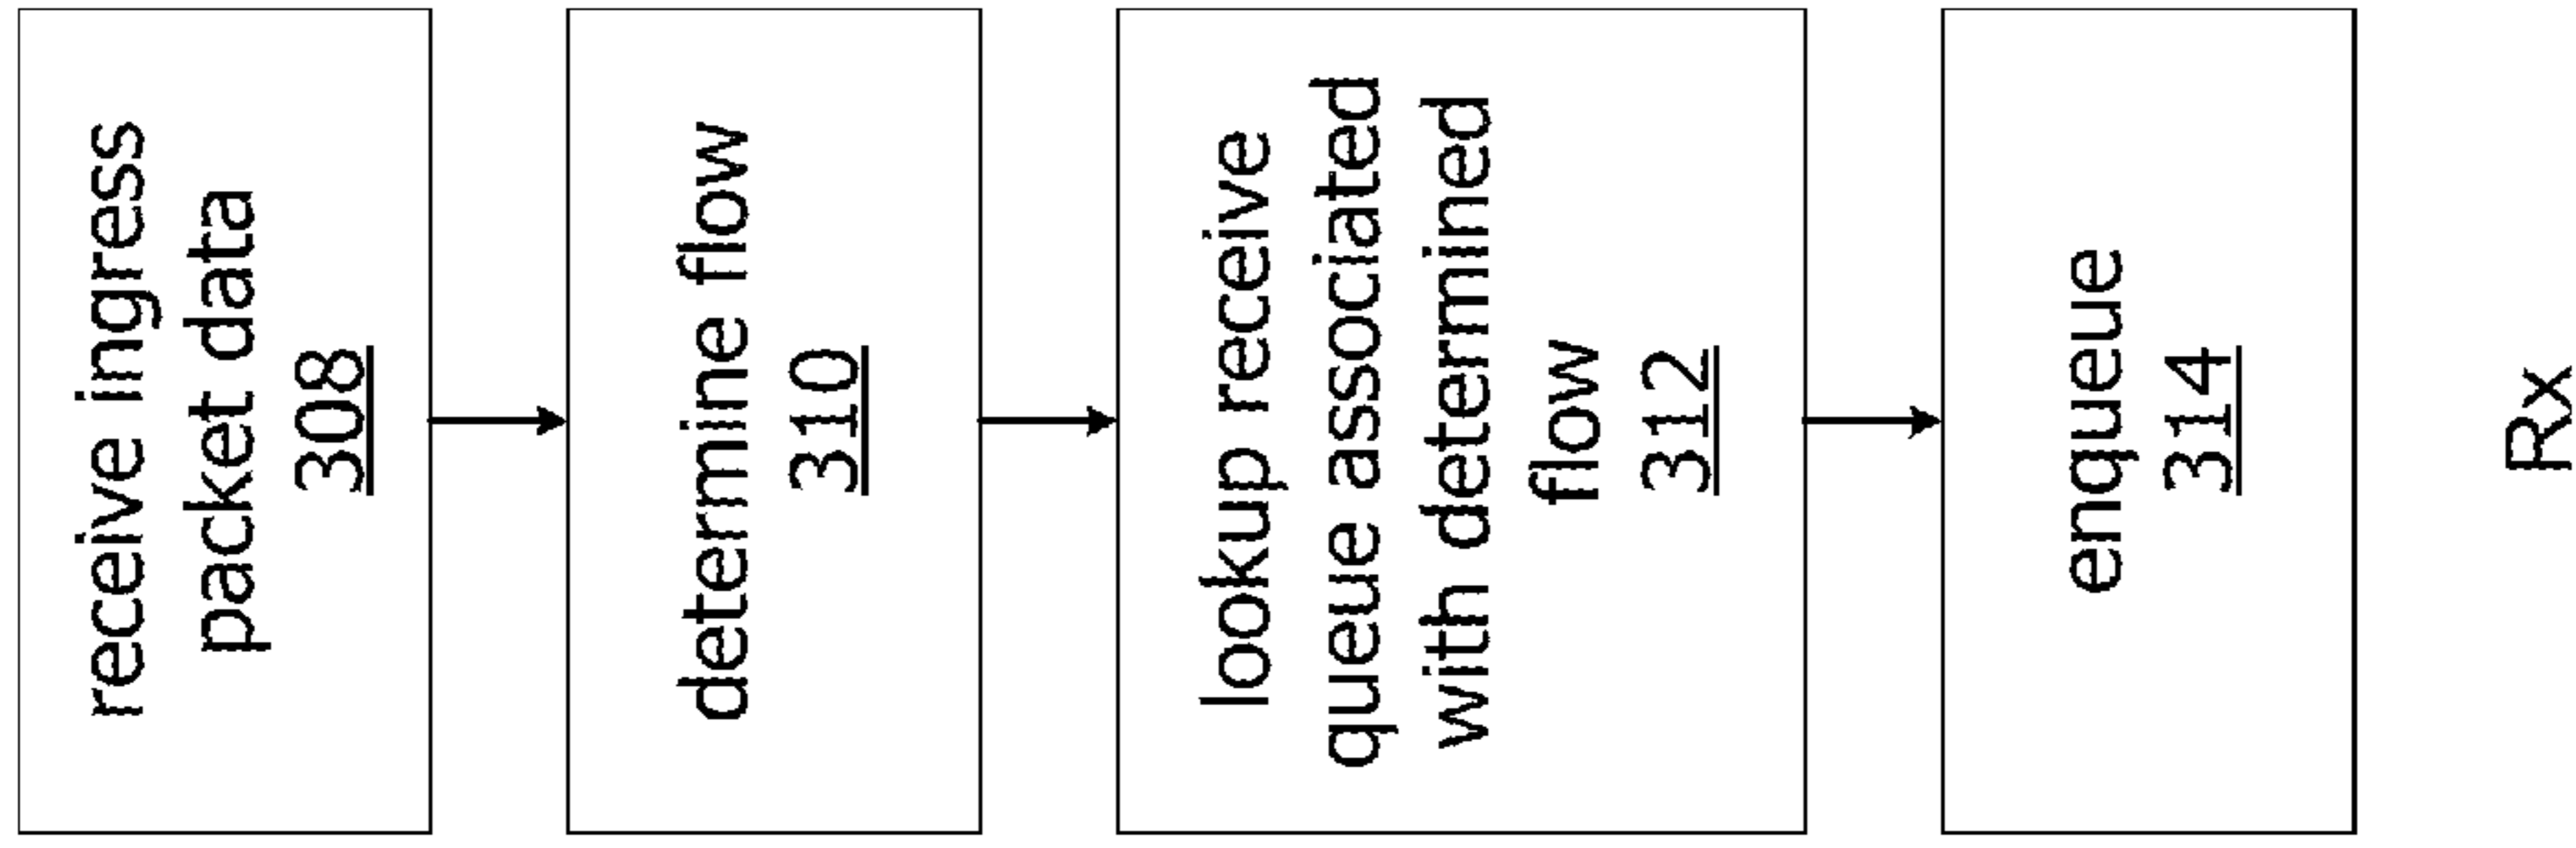 receive ingress
packet data
308
determine flow
310
lookup receive
queue associated
with determined
flow
312
enqueue
314
Rx